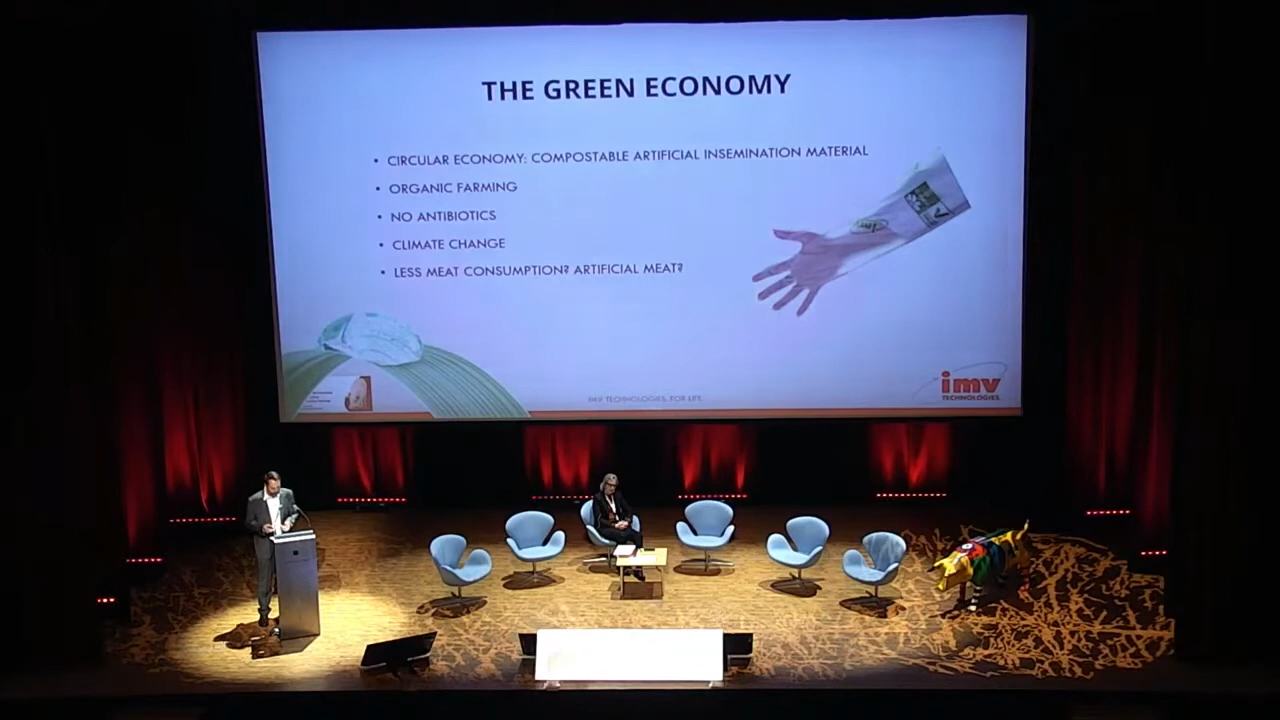 THE GREEN ECONOMY
• CIRCULAR ECONOMY: COMPOSTABLE ARTIFICIAL INSEMINATION MATERIAL
• ORGANIC FARMING
• NO ANTIBIOTICS
• CLIMATE CHANGE
• LESS MEAT CONSUMPTION? ARTIFICIAL MEAT?
IMV TECHNOLOGIES. FOR LIFE.
imv
TECHNOLOGIES